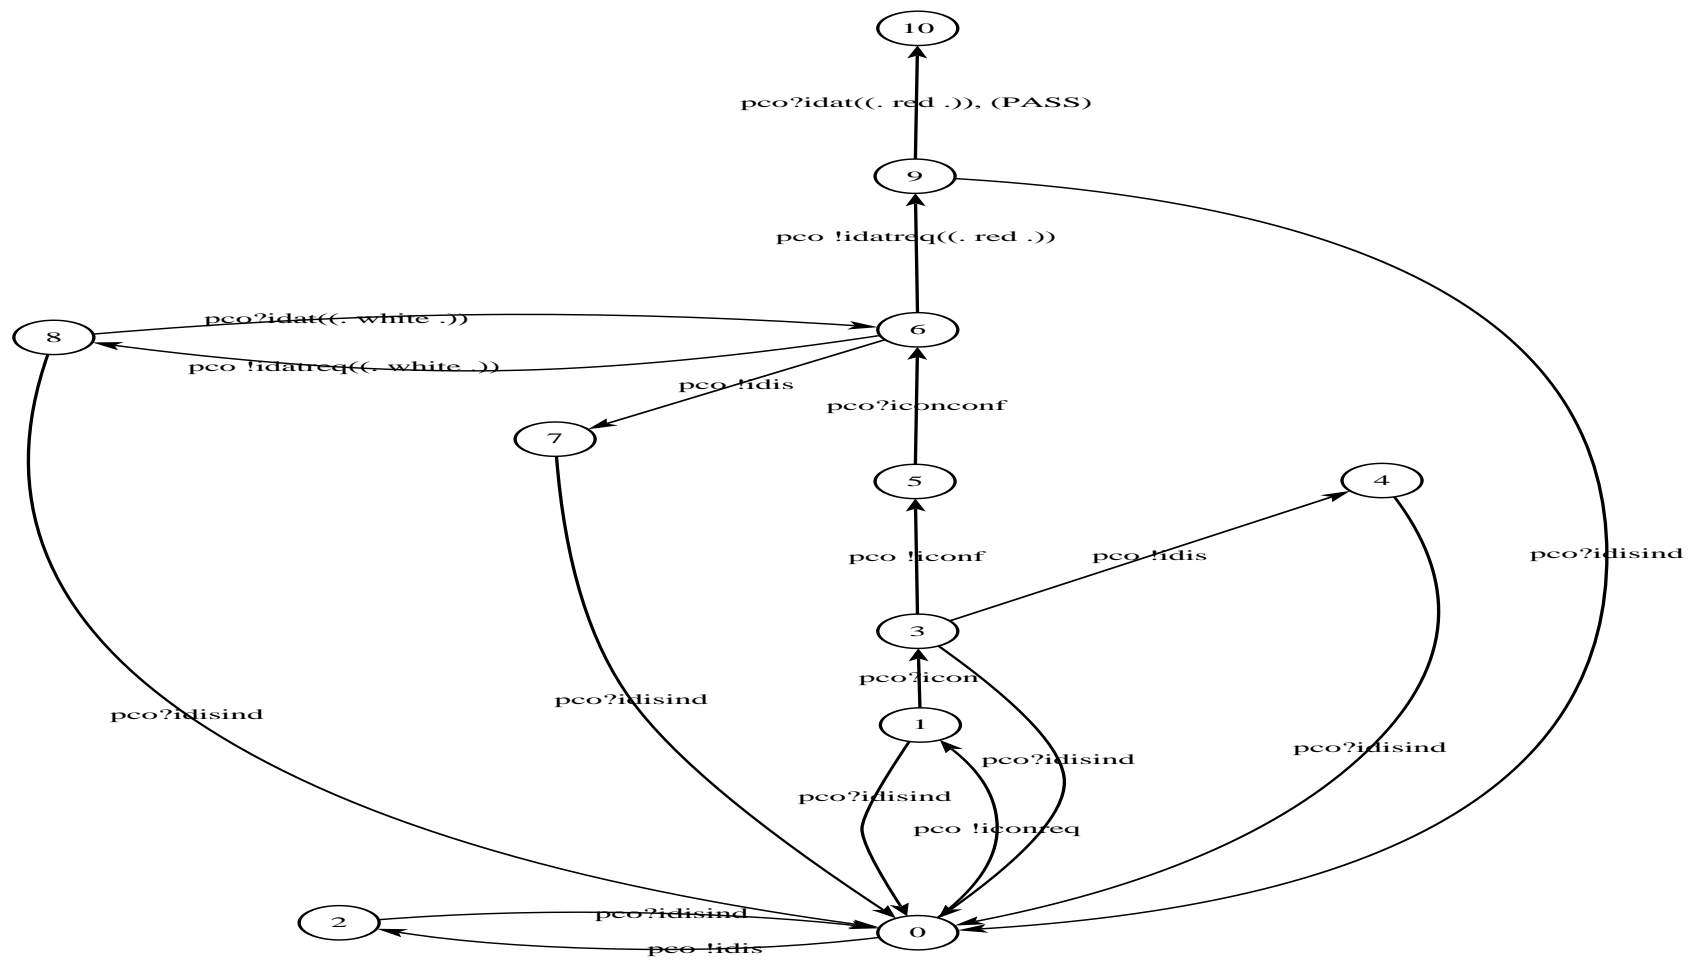 10
pco?idat((. red .)), (PASS)
9
pco !idatreq((. red .))
pco?idat((. white .))
6
8
pco !idatreq((. white .))
pco !idis
pco?iconconf
7
5
4
pco !iconf
pco !idis
pco?idisind
3
pco?icon
pco?idisind
pco?idisind
1
pco?idisind
pco?idisind
pco?idisind
pco !iconreq
pco?idisind
2
0
pco !idis